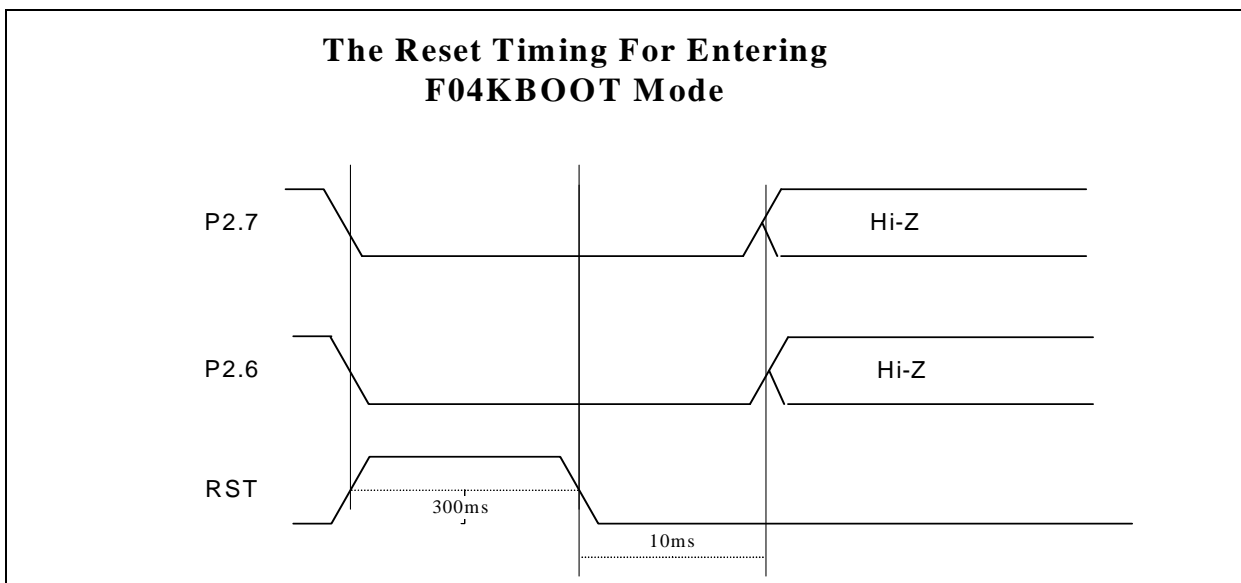 The Reset Timing For Entering
F04KBOOT Mode
P2.7
Hi-Z
P2.6
Hi-Z
RST
300ms
10ms